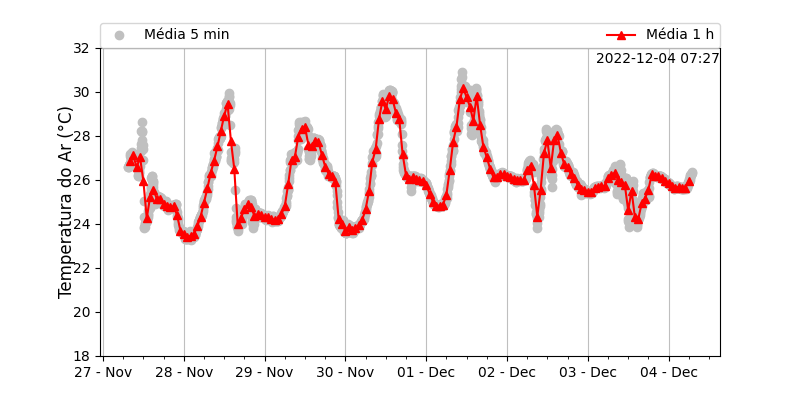 Média 5 min
Média 1 h
2022-12-04 07:27
Temperatura do Ar (°C)
32
30
28
26
24
22
20
18
27 - Nov
28 - Nov
29 - Nov
30 - Nov
01 - Dec
02 - Dec
03 - Dec
04 - Dec